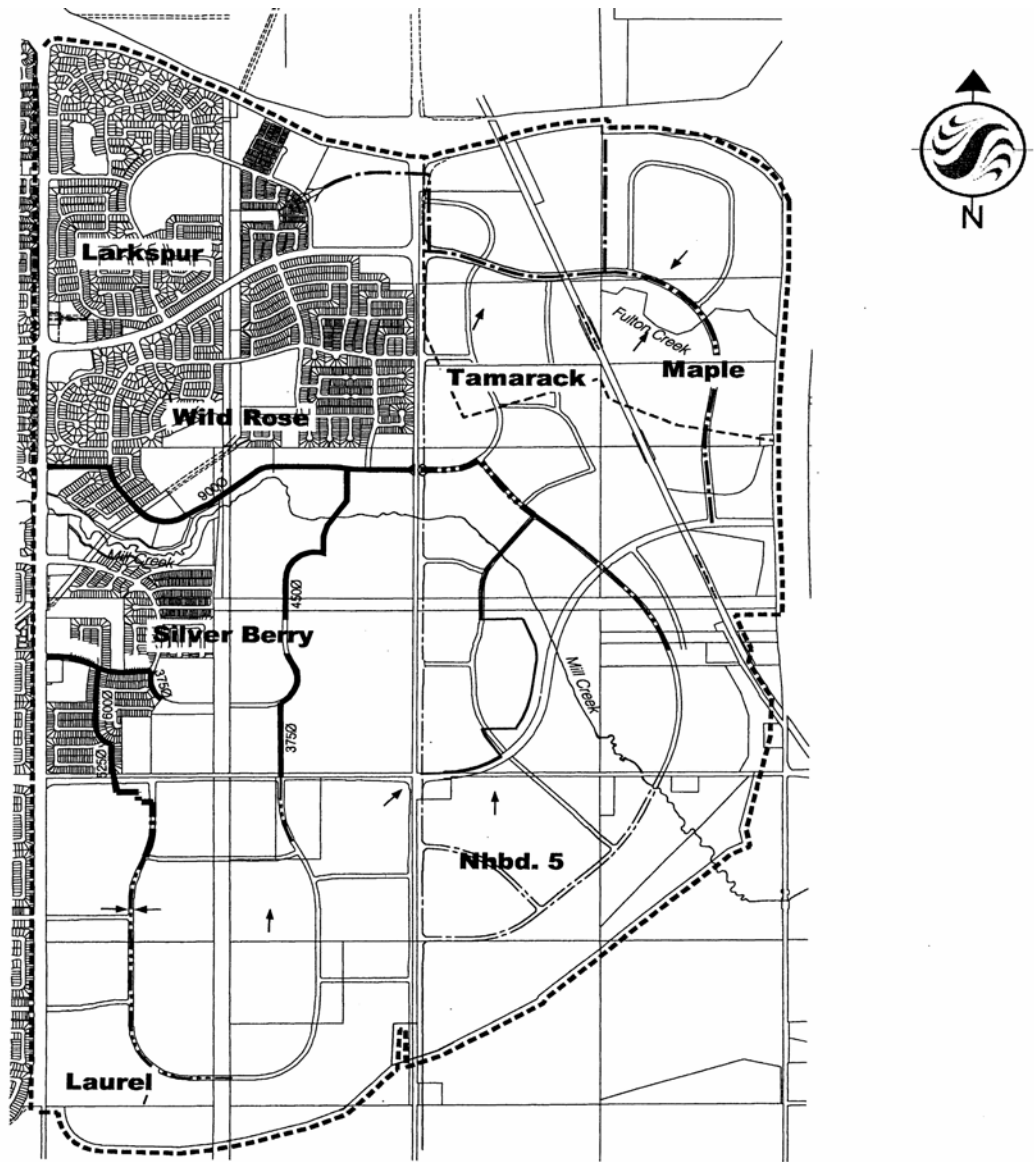 N
Larkspur
Fulton Creek
Maple
Tamarack
Wild Rose
900Ø
Mill Creek
450Ø
Silver Berry
Mill Creek
375Ø
600Ø
375Ø
525Ø
Nhbd. 5
Laurel